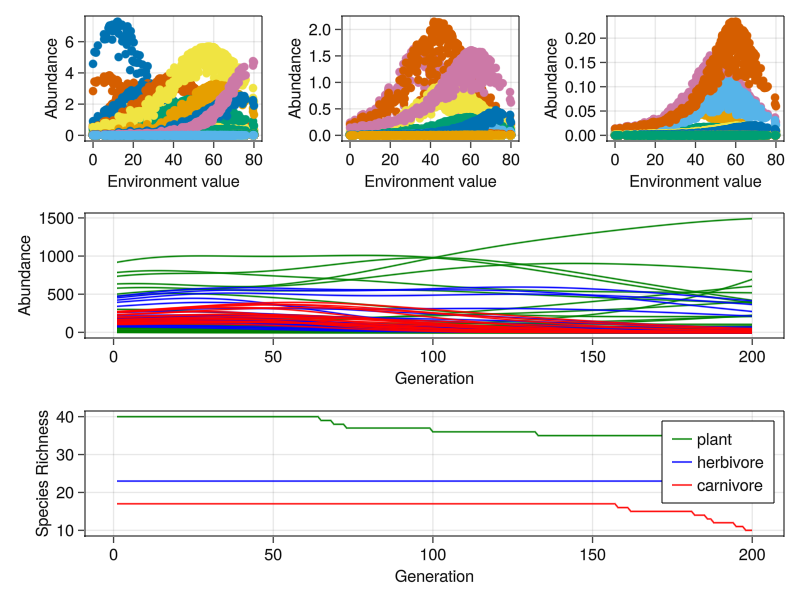 Abundance
6
4
2
0
0 20 40 60 80
Environment value
Abundance
2.0
1.5
1.0
0.5
0.0
0 20 40 60 80
Environment value
Abundance
0.20
0.15
0.10
0.05
0.00
0 20 40 60 80
Environment value
Abundance
1500
1000
500
0
0 50 100 150 200
Generation
Species Richness
40
30
20
10
0 50 100 150 200
Generation
plant
herbivore
carnivore